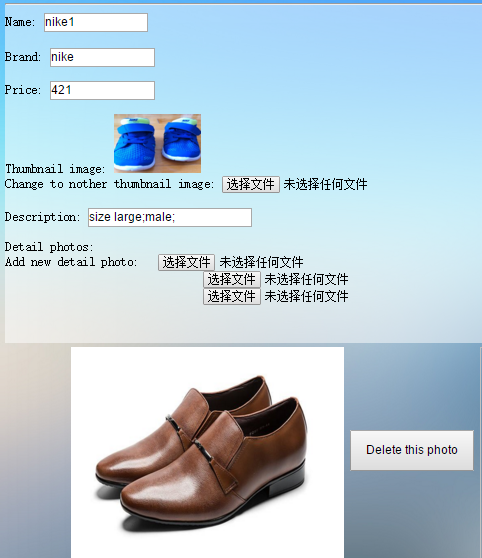 Name: nike1
Brand: nike
Price: 421
Thumbnail image:
Change to nother thumbnail image: 选择文件 未选择任何文件
Description: size large;male;
Detail photos:
Add new detail photo: 选择文件 未选择任何文件
选择文件 未选择任何文件
选择文件 未选择任何文件
Delete this photo